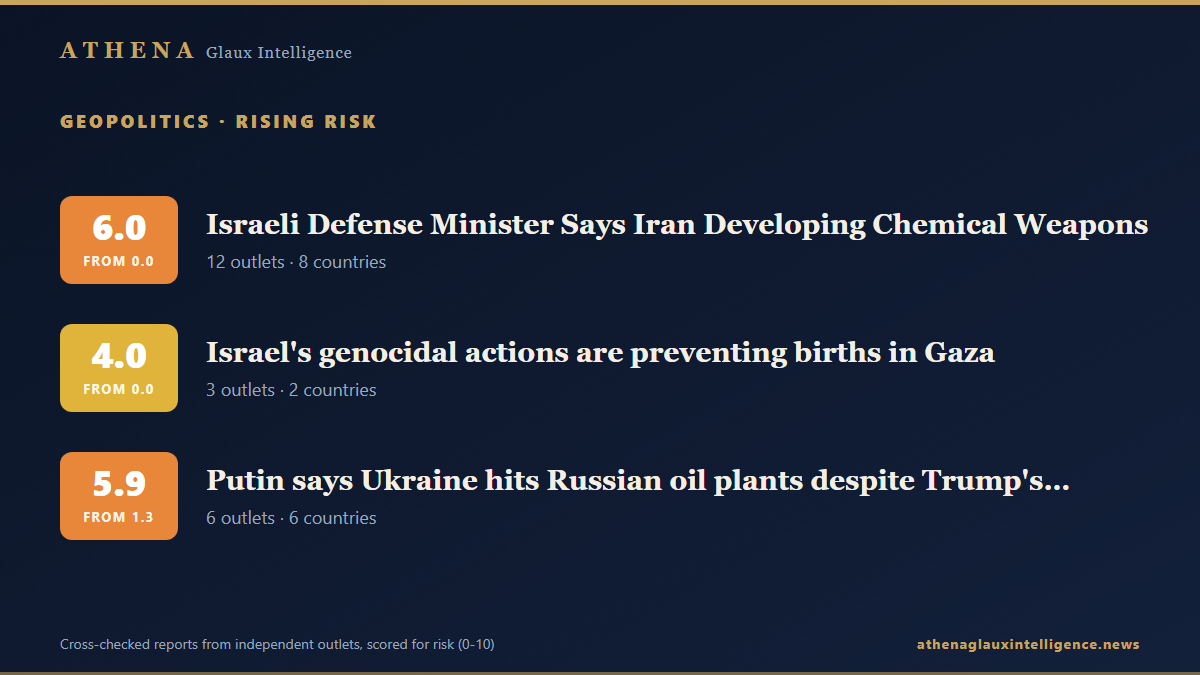 ATHENA Glaux Intelligence
GEOPOLITICS · RISING RISK
6.0
FROM 0.0
Israeli Defense Minister Says Iran Developing Chemical Weapons
12 outlets · 8 countries
4.0
FROM 0.0
Israel's genocidal actions are preventing births in Gaza
3 outlets · 2 countries
5.9
FROM 1.3
Putin says Ukraine hits Russian oil plants despite Trump's...
6 outlets · 6 countries
Cross-checked reports from independent outlets, scored for risk (0-10)
athenaglauxintelligence.news